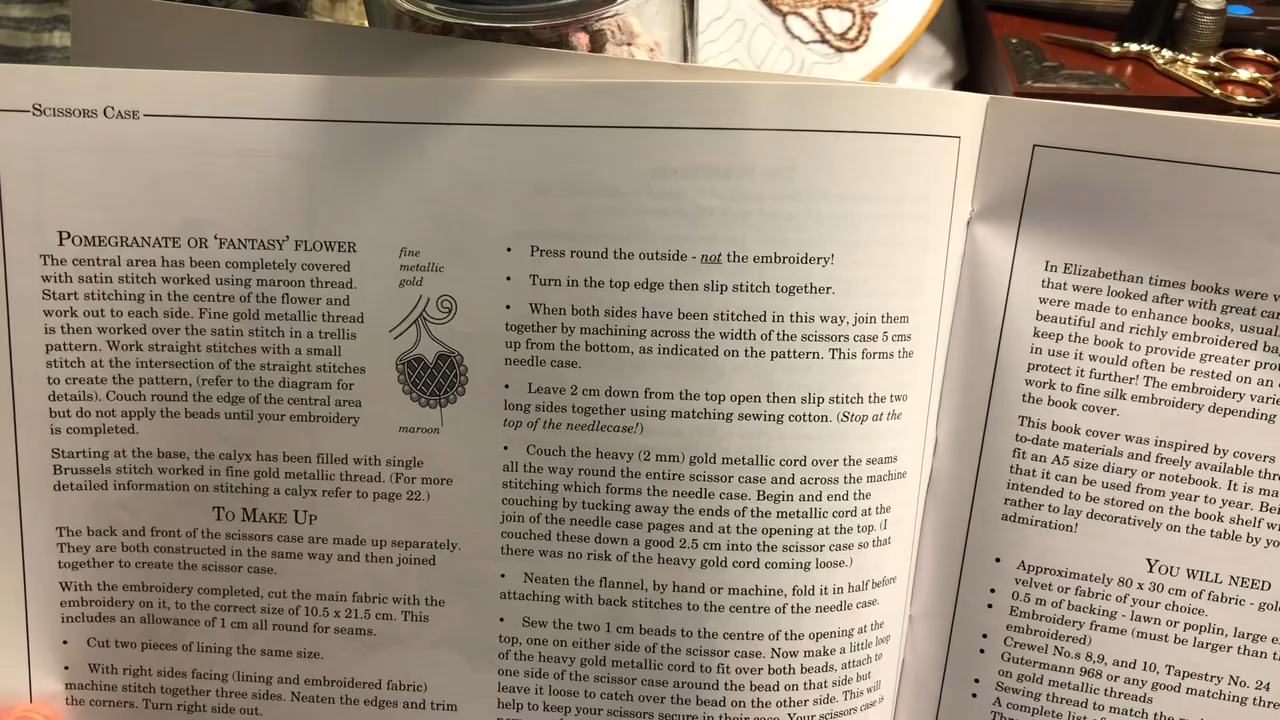 SCISSORS CASE
POMEGRANATE OR 'FANTASY' FLOWER
The central area has been completely covered
with satin stitch worked using maroon thread.
Start stitching in the centre of the flower and
work out to each side. Fine gold metallic thread
is then worked over the satin stitch in a trellis
pattern. Work straight stitches with a small
stitch at the intersection of the straight stitches
to create the pattern, (refer to the diagram for
details). Couch round the edge of the central area
but do not apply the beads until your embroidery
is completed.
fine
metallic
gold
maroon
Starting at the base, the calyx has been filled with single
Brussels stitch worked in fine gold metallic thread. (For more
detailed information on stitching a calyx refer to page 22.)
TO MAKE UP
The back and front of the scissors case are made up separately.
They are both constructed in the same way and then joined
together to create the scissor case.
With the embroidery completed, cut the main fabric with the
embroidery on it, to the correct size of 10.5 x 21.5 cm. This
includes an allowance of 1 cm all round for seams.
• Cut two pieces of lining the same size.
• With right sides facing (lining and embroidered fabric)
machine stitch together three sides. Neaten the edges and trim
the corners. Turn right side out.
• Press round the outside - not the embroidery!
• Turn in the top edge then slip stitch together.
• When both sides have been stitched in this way, join them
together by machining across the width of the scissors case 5 cms
up from the bottom, as indicated on the pattern. This forms the
needle case.
• Leave 2 cm down from the top open then slip stitch the two
long sides together using matching sewing cotton. (Stop at the
top of the needlecase!)
• Couch the heavy (2 mm) gold metallic cord over the seams
all the way round the entire scissor case and across the machine
stitching which forms the needle case. Begin and end the
couching by tucking away the ends of the metallic cord at the
join of the needle case pages and at the opening at the top. (I
couched these down a good 2.5 cm into the scissor case so that
there was no risk of the heavy gold cord coming loose.)
• Neaten the flannel, by hand or machine, fold it in half before
attaching with back stitches to the centre of the needle case.
• Sew the two 1 cm beads to the centre of the opening at the
top, one on either side of the scissor case. Now make a little loop
of the heavy gold metallic cord to fit over both beads, attach to
one side of the scissor case around the bead on that side but
leave it loose to catch over the bead on the other side. This will
help to keep your scissors secure in their case. Your scissors case is
In Elizabethan times books were
that were looked after with great
were made to enhance books,
beautiful and richly embroidered
keep the book to provide greater
in use it would often be rested on an
protect it further! The embroidery
work to fine silk embroidery depending
the book cover.
This book cover was inspired by covers
to-date materials and freely available
fit an A5 size diary or notebook. It is
that it can be used from year to year.
intended to be stored on the book shelf
rather to lay decoratively on the table by
admiration!
YOU WILL NEED
• Approximately 80 x 30 cm of fabric -
velvet or fabric of your choice.
• 0.5 m of backing - lawn or poplin, large
• Embroidery frame (must be larger than
embroidered)
• Crewel No.s 8,9, and 10, Tapestry No. 24
• Gutermann 968 or any good matching
on gold metallic threads
• Sewing thread to match the
• A complete list